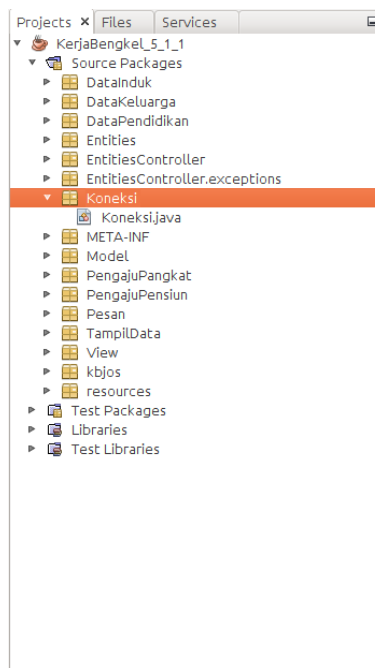 Projects Files Services
KerjaBengkel_5_1_1
Source Packages
DataInduk
DataKeluarga
DataPendidikan
Entities
EntitiesController
EntitiesController.exceptions
Koneksi
Koneksi.java
META-INF
Model
PengajuPangkat
PengajuPensiun
Pesan
TampilData
View
kbjos
resources
Test Packages
Libraries
Test Libraries